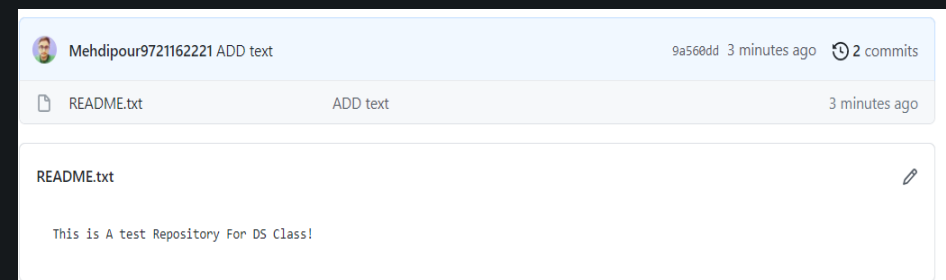 Mehdipour9721162221 ADD text 9a560dd 3 minutes ago 2 commits
README.txt ADD text 3 minutes ago
README.txt
This is A test Repository For DS Class!